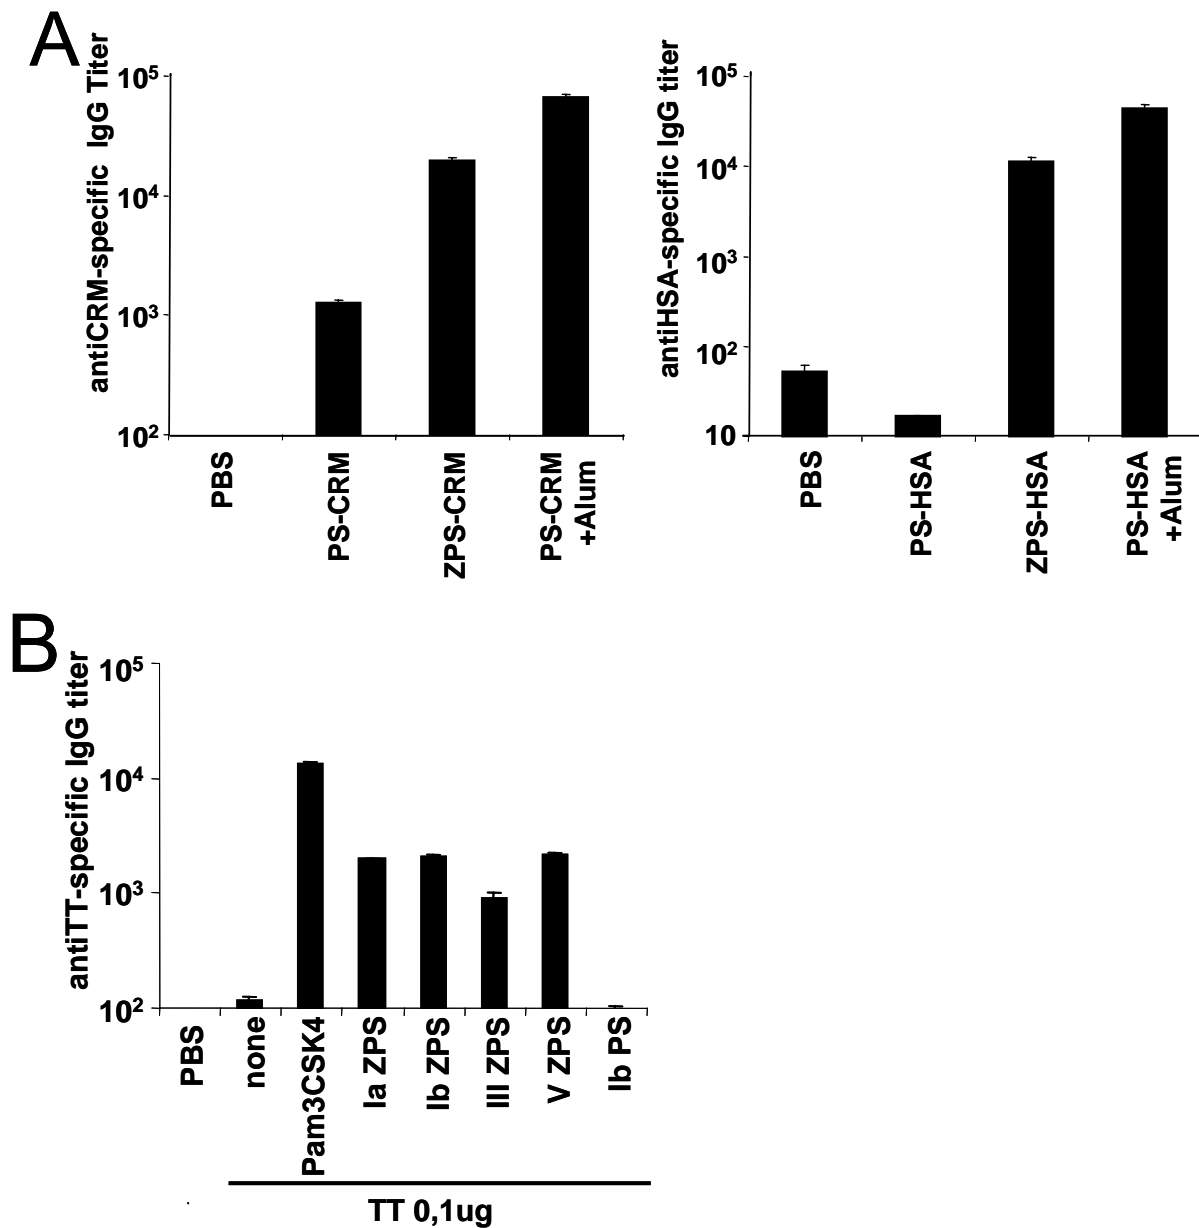 A
antiCRM-specific IgG Titer
10⁵
10⁴
10³
10²
PBS
PS-CRM
ZPS-CRM
PS-CRM
+Alum
antiHSA-specific IgG titer
10⁵
10⁴
10³
10²
10
PBS
PS-HSA
ZPS-HSA
PS-HSA
+Alum
B
antiTT-specific IgG titer
10⁵
10⁴
10³
10²
PBS
none
Pam3CSK4
Ia ZPS
Ib ZPS
III ZPS
V ZPS
Ib PS
TT 0,1ug